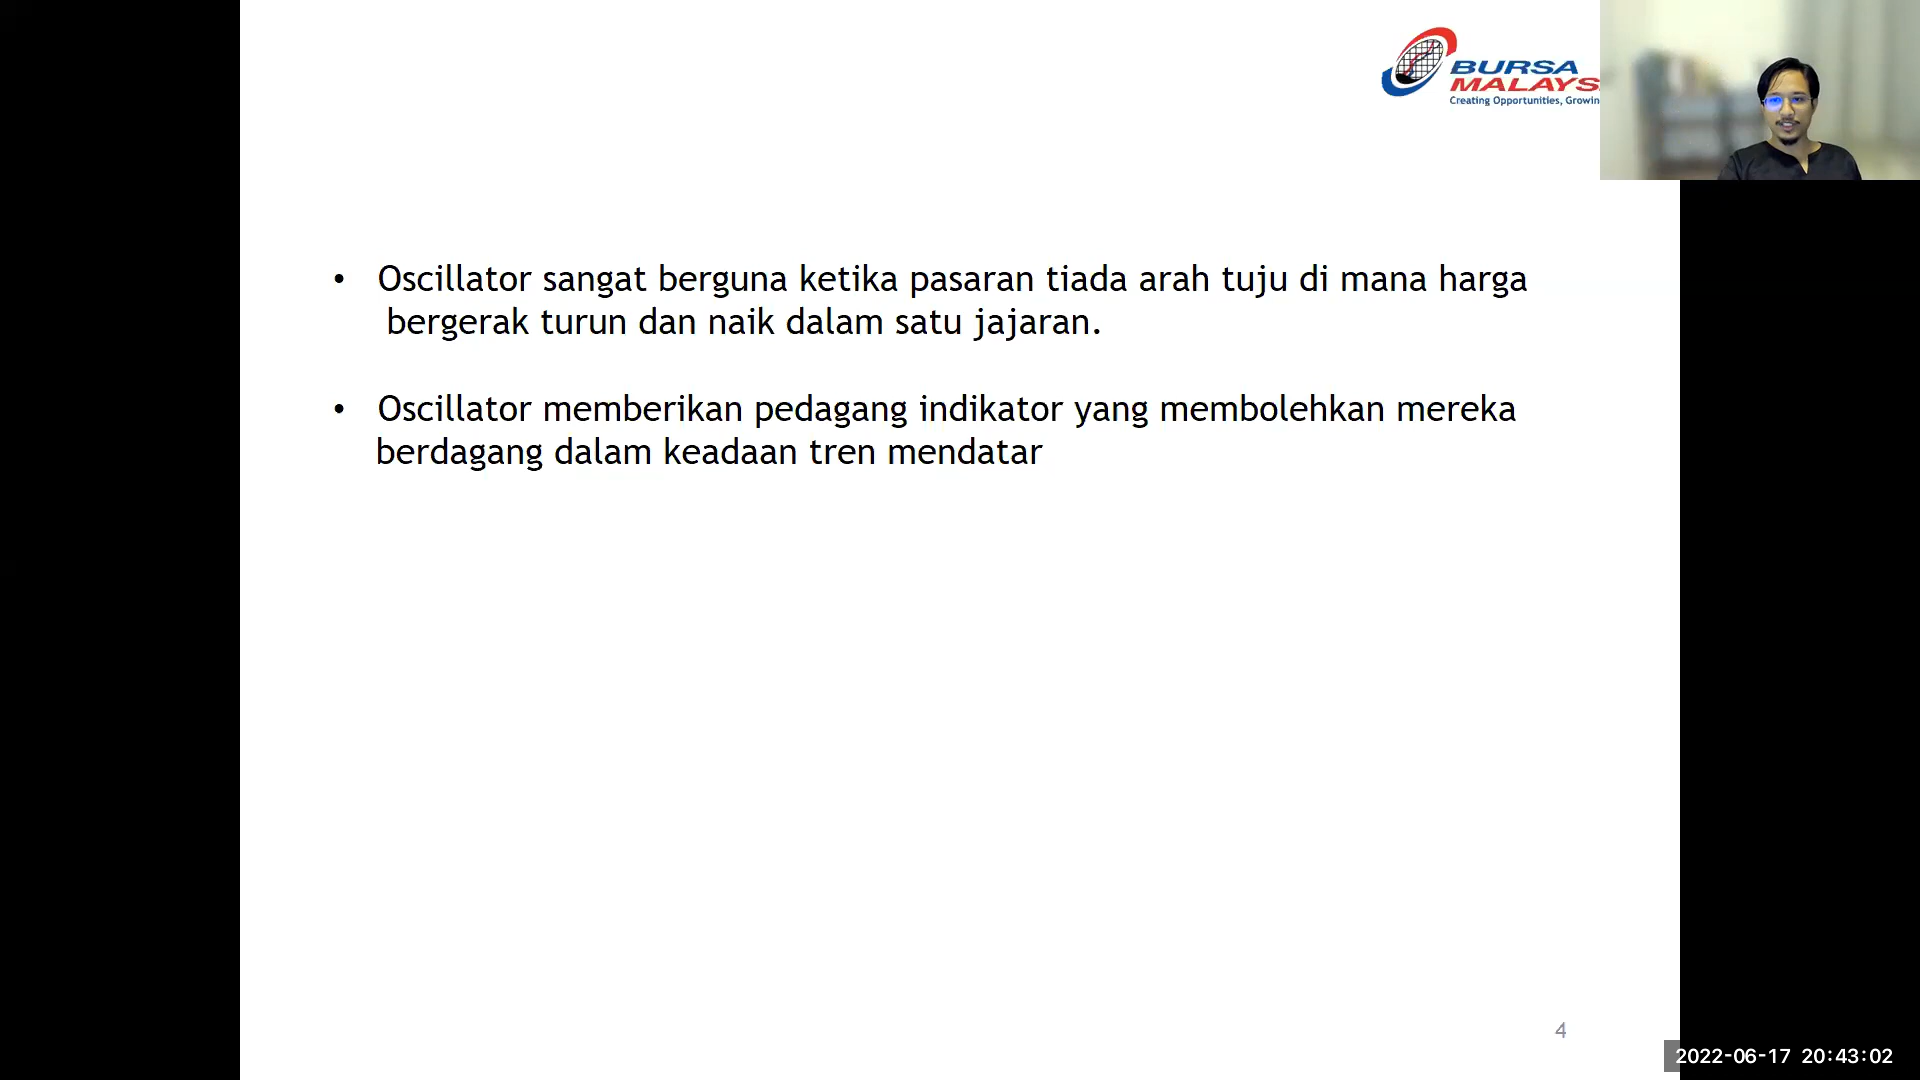 BURSA
MALAYS
Creating Opportunities, Growin
• Oscillator sangat berguna ketika pasaran tiada arah tuju di mana harga
bergerak turun dan naik dalam satu jajaran.
• Oscillator memberikan pedagang indikator yang membolehkan mereka
berdagang dalam keadaan tren mendatar
4
2022-06-17 20:43:02